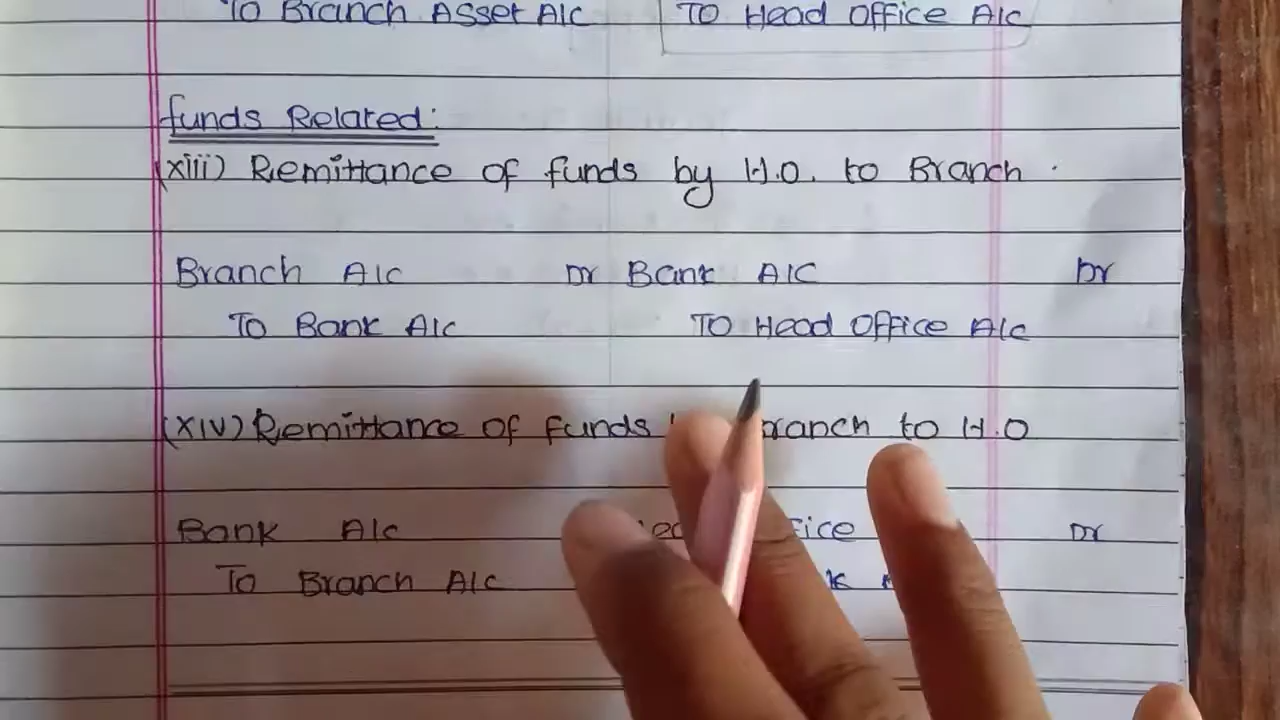 To Branch Asset A/c To Head Office A/c
Funds Related:
(xiii) Remittance of funds by H.O. to Branch.
Branch A/c Dr Bank A/c Dr
To Bank A/c To Head Office A/c
(xiv) Remittance of funds to H.O
Bank A/c Dr
To Branch A/c